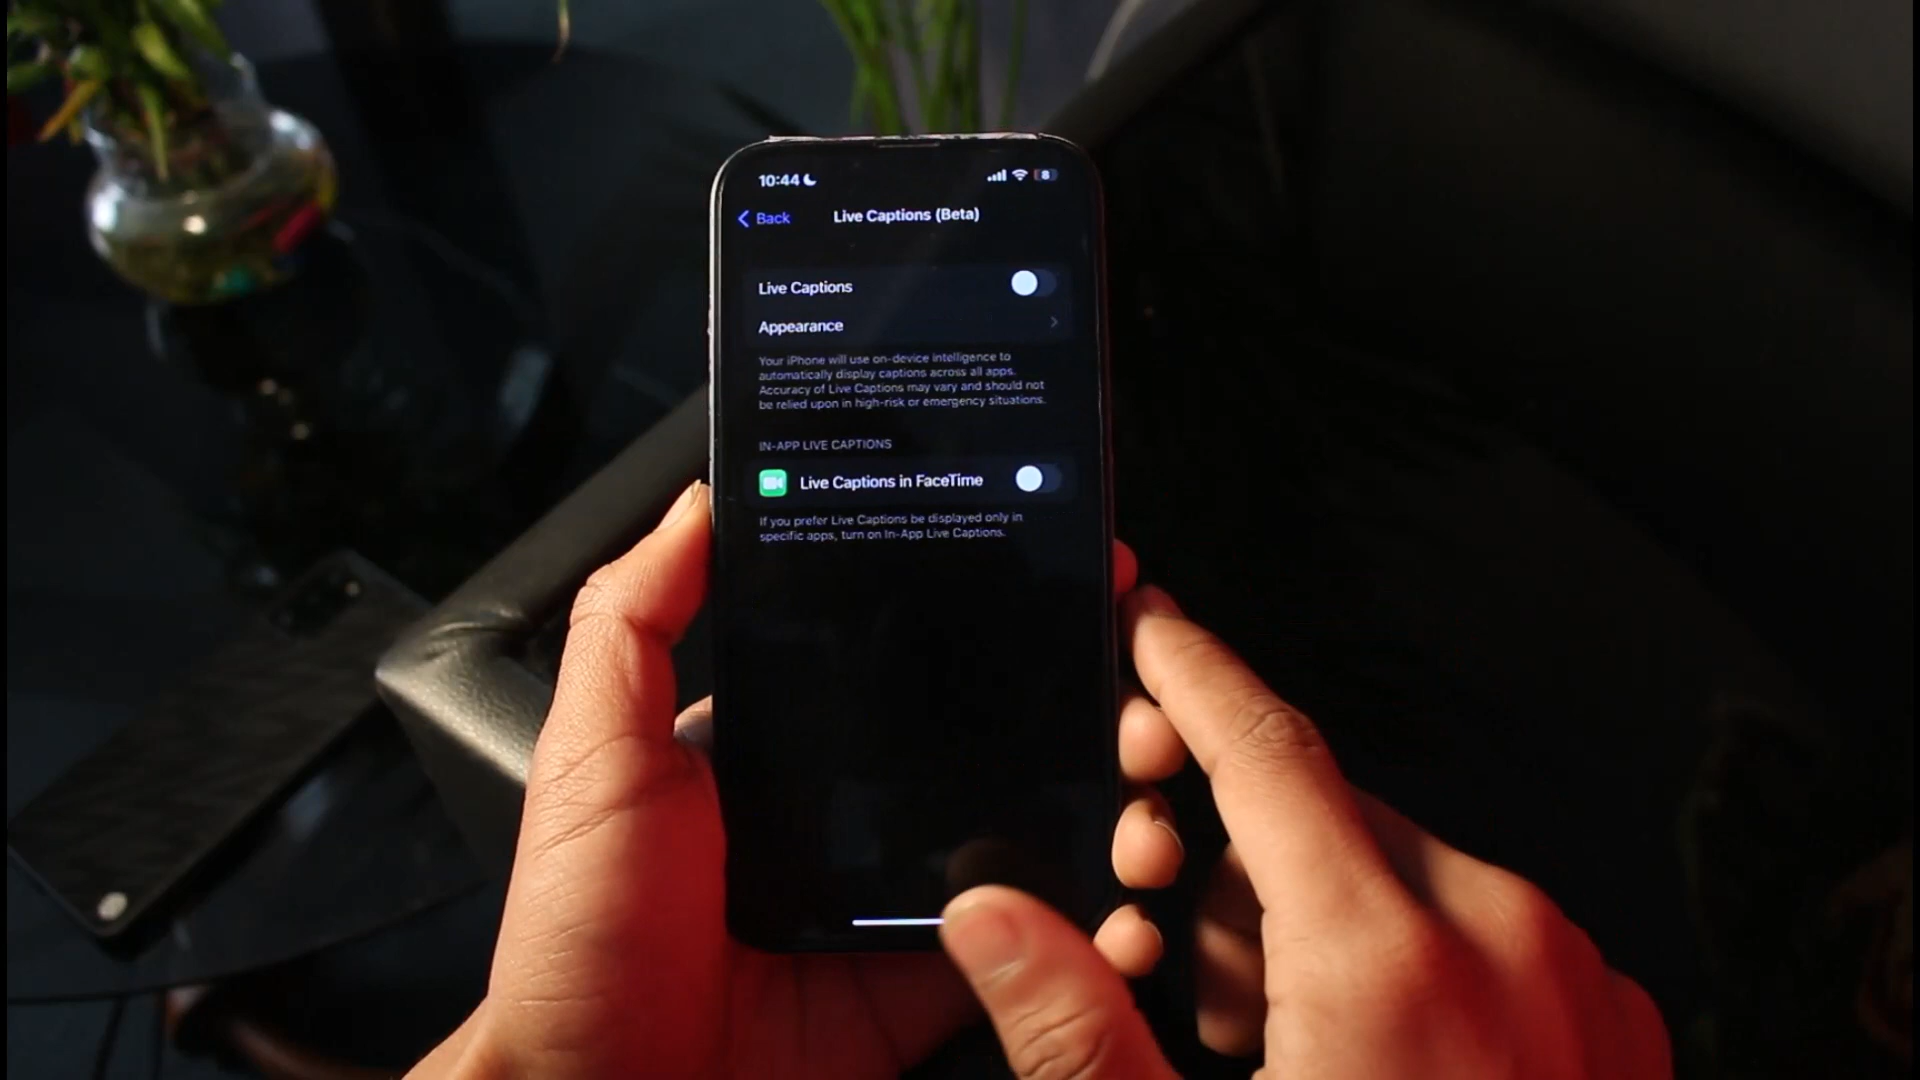 10:44 8
Back Live Captions (Beta)
Live Captions
Appearance
Your iPhone will use on-device intelligence to
automatically display captions across all apps.
Accuracy of Live Captions may vary and should not
be relied upon in high-risk or emergency situations.
IN-APP LIVE CAPTIONS
Live Captions in FaceTime
If you prefer Live Captions be displayed only in
specific apps, turn on In-App Live Captions.